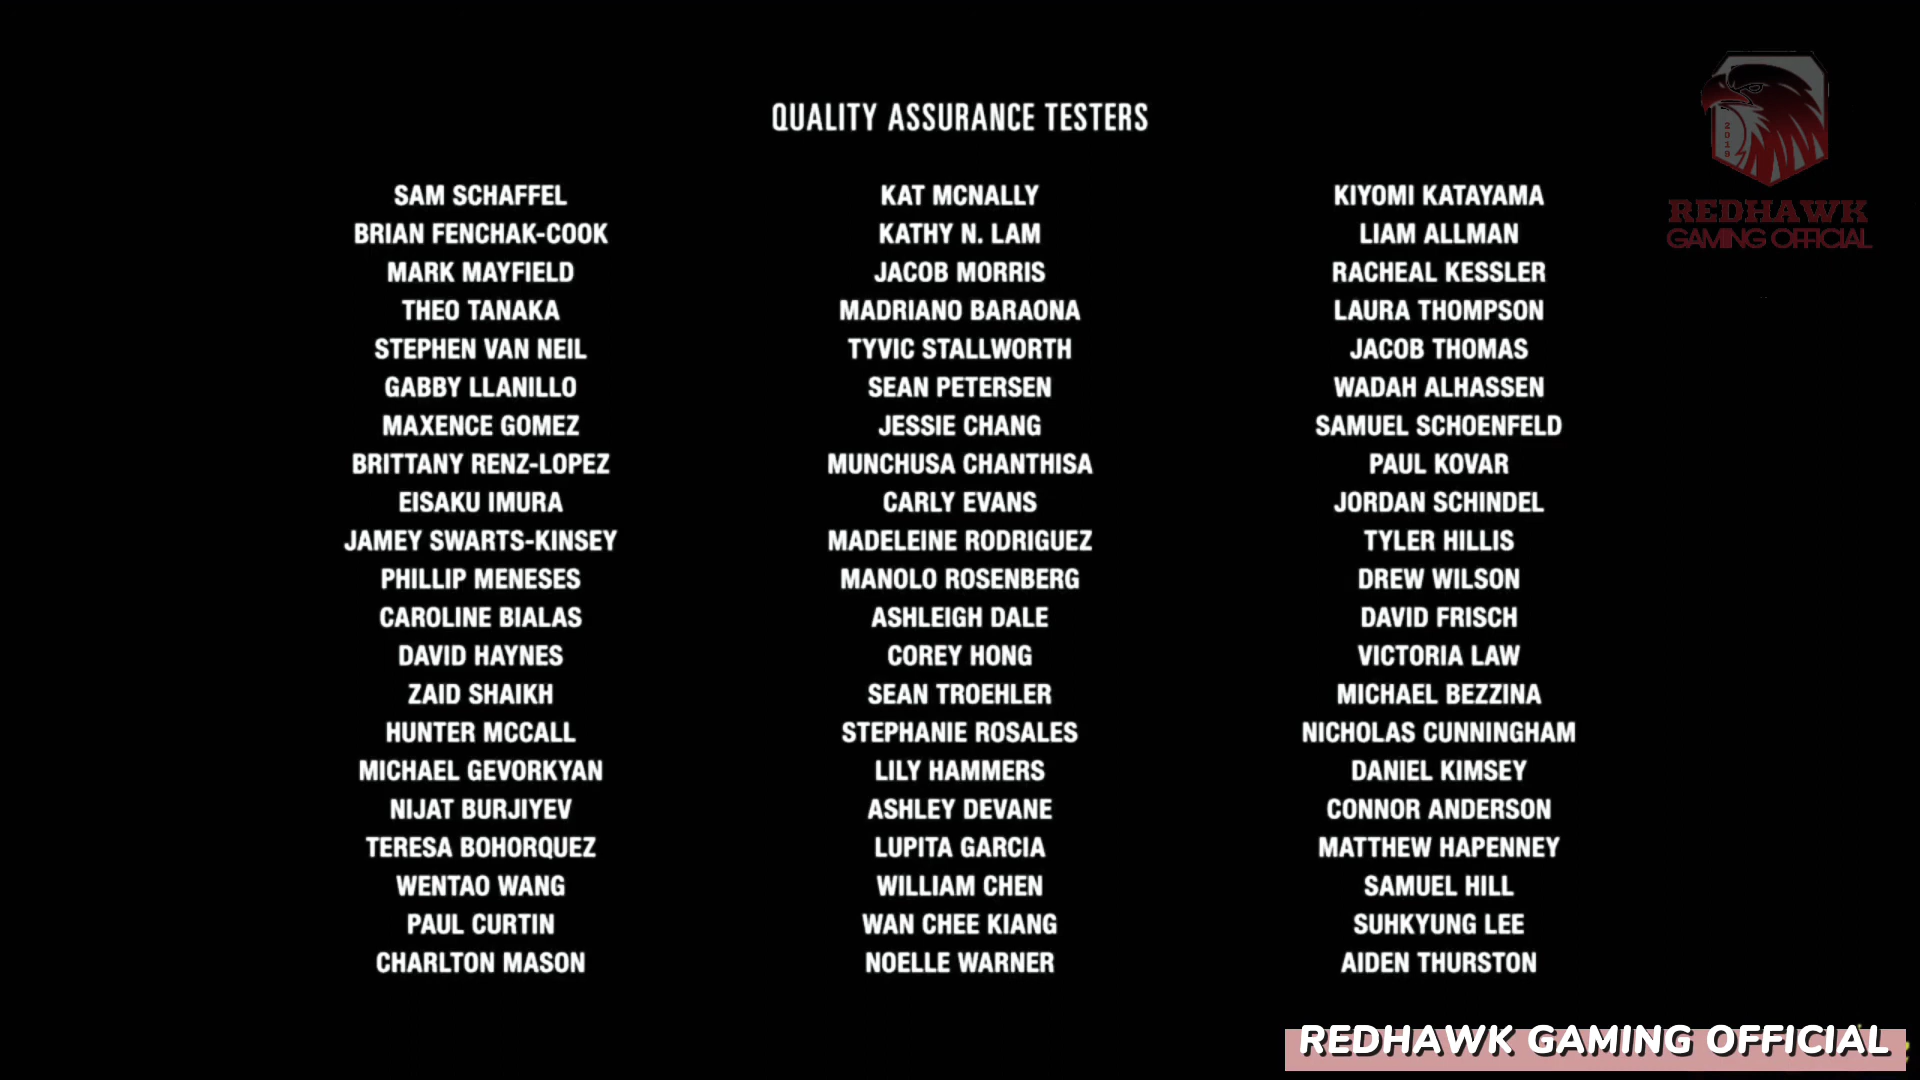 QUALITY ASSURANCE TESTERS
SAM SCHAFFEL
BRIAN FENCHAK-COOK
MARK MAYFIELD
THEO TANAKA
STEPHEN VAN NEIL
GABBY LLANILLO
MAXENCE GOMEZ
BRITTANY RENZ-LOPEZ
EISAKU IMURA
JAMEY SWARTS-KINSEY
PHILLIP MENESES
CAROLINE BIALAS
DAVID HAYNES
ZAID SHAIKH
HUNTER MCCALL
MICHAEL GEVORKYAN
NIJAT BURJIYEV
TERESA BOHORQUEZ
WENTAO WANG
PAUL CURTIN
CHARLTON MASON
KAT MCNALLY
KATHY N. LAM
JACOB MORRIS
MADRIANO BARAONA
TYVIC STALLWORTH
SEAN PETERSEN
JESSIE CHANG
MUNCHUSA CHANTHISA
CARLY EVANS
MADELEINE RODRIGUEZ
MANOLO ROSENBERG
ASHLEIGH DALE
COREY HONG
SEAN TROEHLER
STEPHANIE ROSALES
LILY HAMMERS
ASHLEY DEVANE
LUPITA GARCIA
WILLIAM CHEN
WAN CHEE KIANG
NOELLE WARNER
KIYOMI KATAYAMA
LIAM ALLMAN
RACHEAL KESSLER
LAURA THOMPSON
JACOB THOMAS
WADAH ALHASSEN
SAMUEL SCHOENFELD
PAUL KOVAR
JORDAN SCHINDEL
TYLER HILLIS
DREW WILSON
DAVID FRISCH
VICTORIA LAW
MICHAEL BEZZINA
NICHOLAS CUNNINGHAM
DANIEL KIMSEY
CONNOR ANDERSON
MATTHEW HAPENNEY
SAMUEL HILL
SUHKYUNG LEE
AIDEN THURSTON
2019
REDHAWK
GAMING OFFICIAL
REDHAWK GAMING OFFICIAL